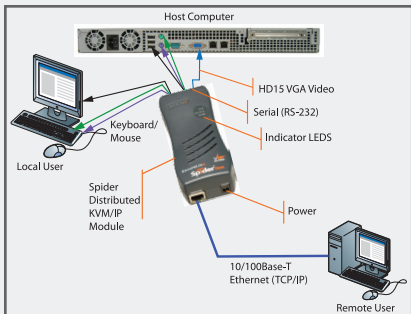 Host Computer
HD15 VGA Video
Serial (RS-232)
Indicator LEDS
Keyboard/
Mouse
Local User
Spider
Distributed
KVM/IP
Module
Spider
Power
10/100Base-T
Ethernet (TCP/IP)
Remote User